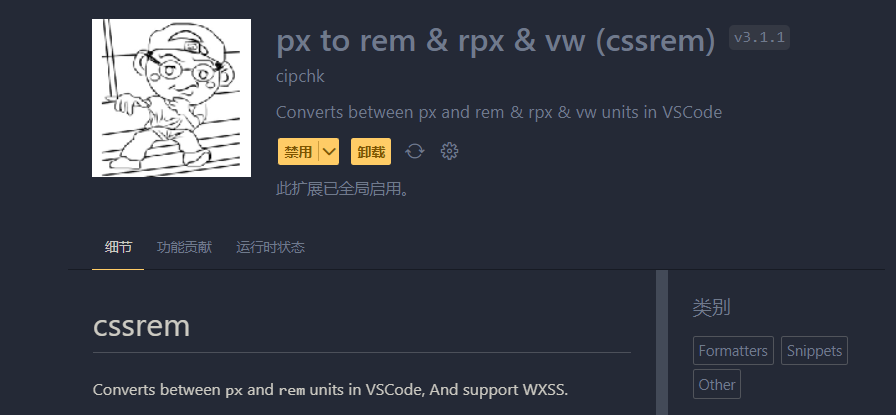 px to rem & rpx & vw (cssrem) v3.1.1
cipchk
Converts between px and rem & rpx & vw units in VSCode
禁用 卸载
此扩展已全局启用。
细节 功能贡献 运行时状态
cssrem
Converts between px and rem units in VSCode, And support WXSS.
类别
Formatters Snippets
Other